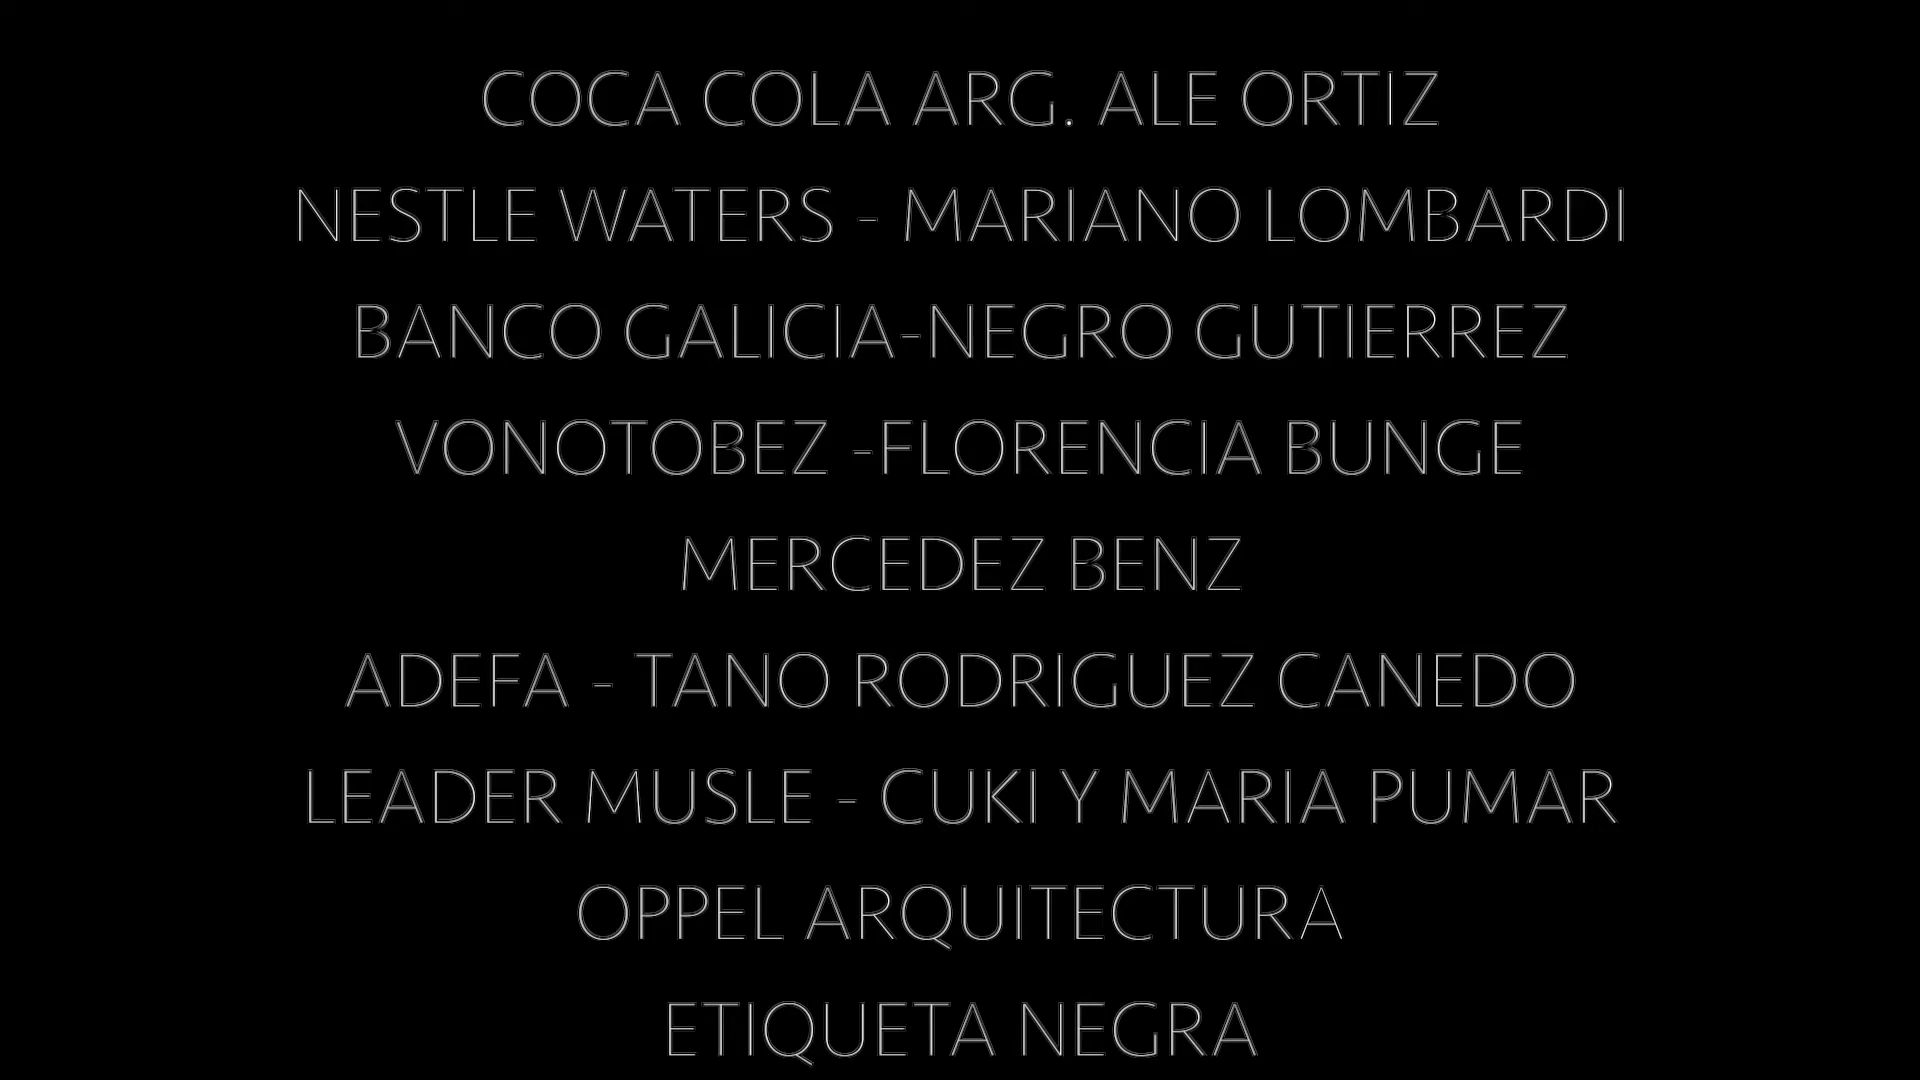 COCA COLA ARG. ALE ORTIZ
NESTLE WATERS - MARIANO LOMBARDI
BANCO GALICIA-NEGRO GUTIERREZ
VONOTOBEZ -FLORENCIA BUNGE
MERCEDEZ BENZ
ADEFA - TANO RODRIGUEZ CANEDO
LEADER MUSLE - CUKI Y MARIA PUMAR
OPPEL ARQUITECTURA
ETIQUETA NEGRA